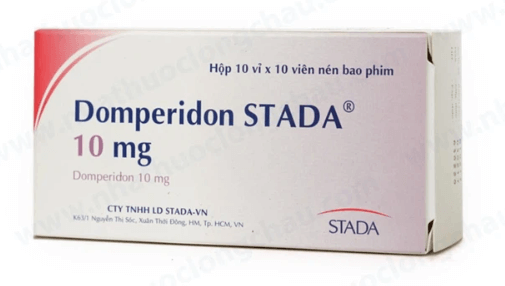 Hộp 10 vỉ x 10 viên nén bao phim
Domperidon STADA®
10 mg
Domperidon 10 mg
CTY TNHH LD STADA-VN
K63/1 Nguyễn Thị Sóc, Xuân Thới Đông, HM, Tp. HCM, VN
STADA